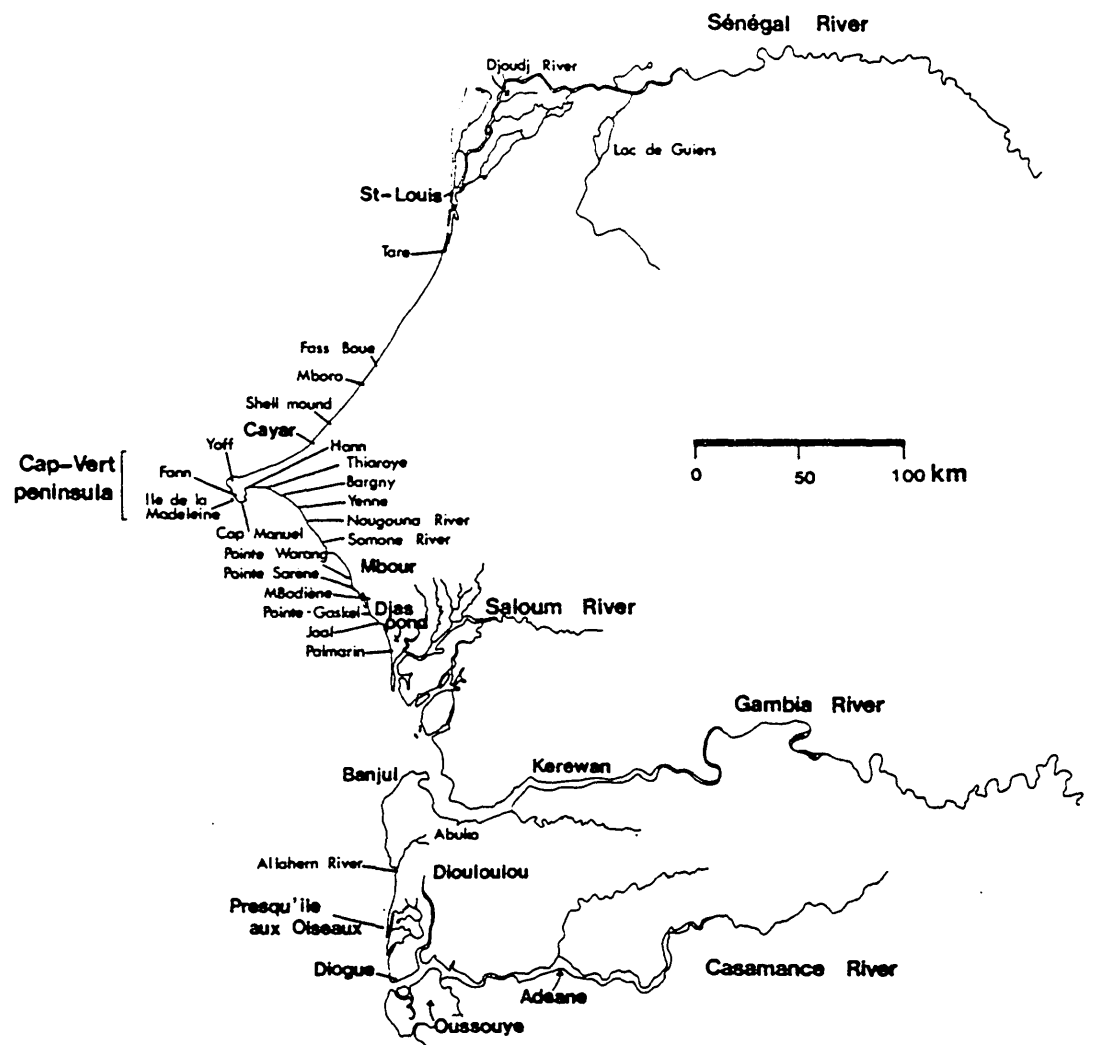 Sénégal River
Djoudj River
Lac de Guiers
St-Louis
Tare
Fass Boue
Mboro
Shell mound
Cayar
Yoff
Hann
Cap-Vert
peninsula
Thiaroye
Fann
Bargny
Ile de la
Madeleine
Yenne
Nougouna River
Cap Manuel
Somone River
Pointe Warang
Mbour
Pointe Sarene
MBodiène
Pointe-Gaskel
Djas
pond
Saloum River
Joal
Palmarin
0 50 100 km
Gambia River
Kerewan
Banjul
Abuko
Allahern River
Diouloulou
Presqu'ile
aux Oiseaux
Diogue
Casamance River
Adeane
Oussouye